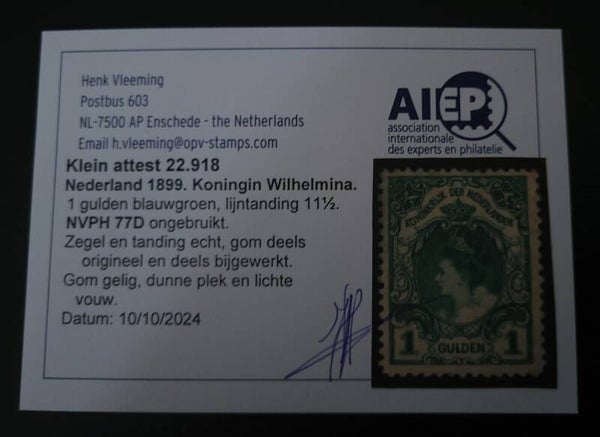 Henk Vleeming
Postbus 603
NL-7500 AP Enschede - the Netherlands
Email h.vleeming@opv-stamps.com
AIEP
association
internationale
des experts en philatelie
Klein attest 22.918
Nederland 1899. Koningin Wilhelmina.
1 gulden blauwgroen, lijntanding 11½.
NVPH 77D ongebruikt.
Zegel en tanding echt, gom deels
origineel en deels bijgewerkt.
Gom gelig, dunne plek en lichte
vouw.
Datum: 10/10/2024
KONINKRIJK DER NEDERLANDEN
1 GULDEN 1